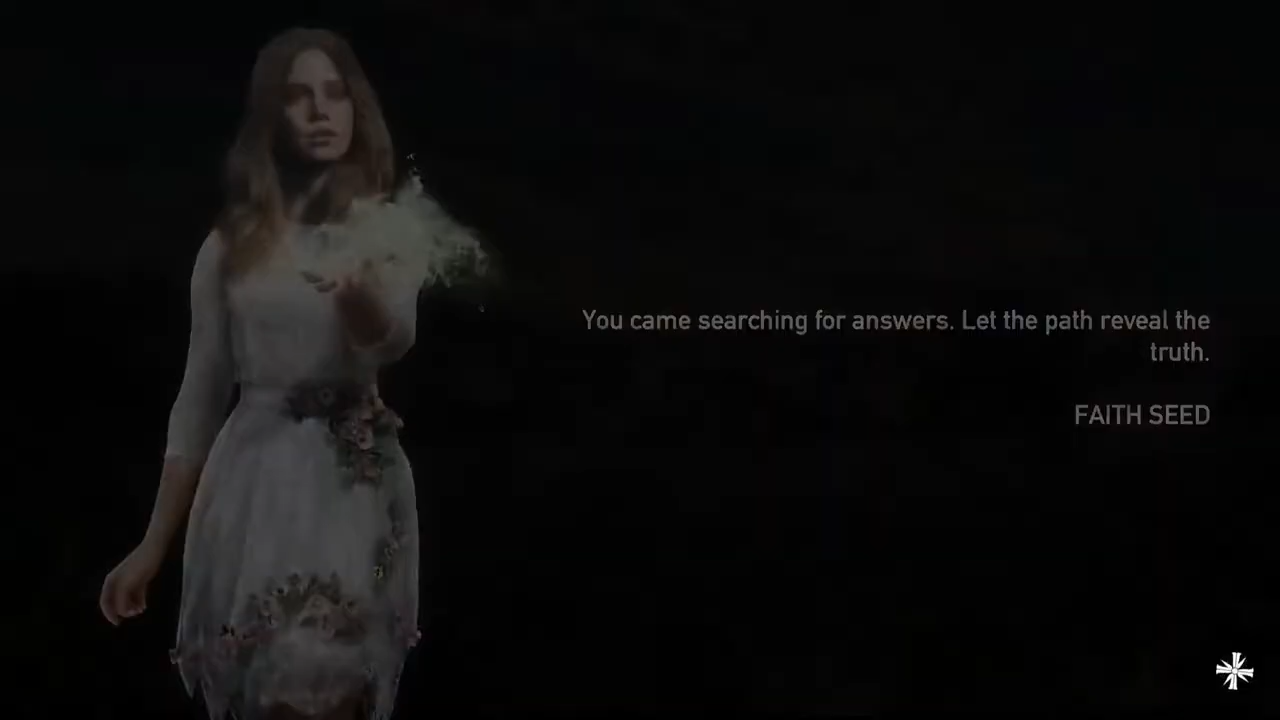 You came searching for answers. Let the path reveal the
truth.
FAITH SEED